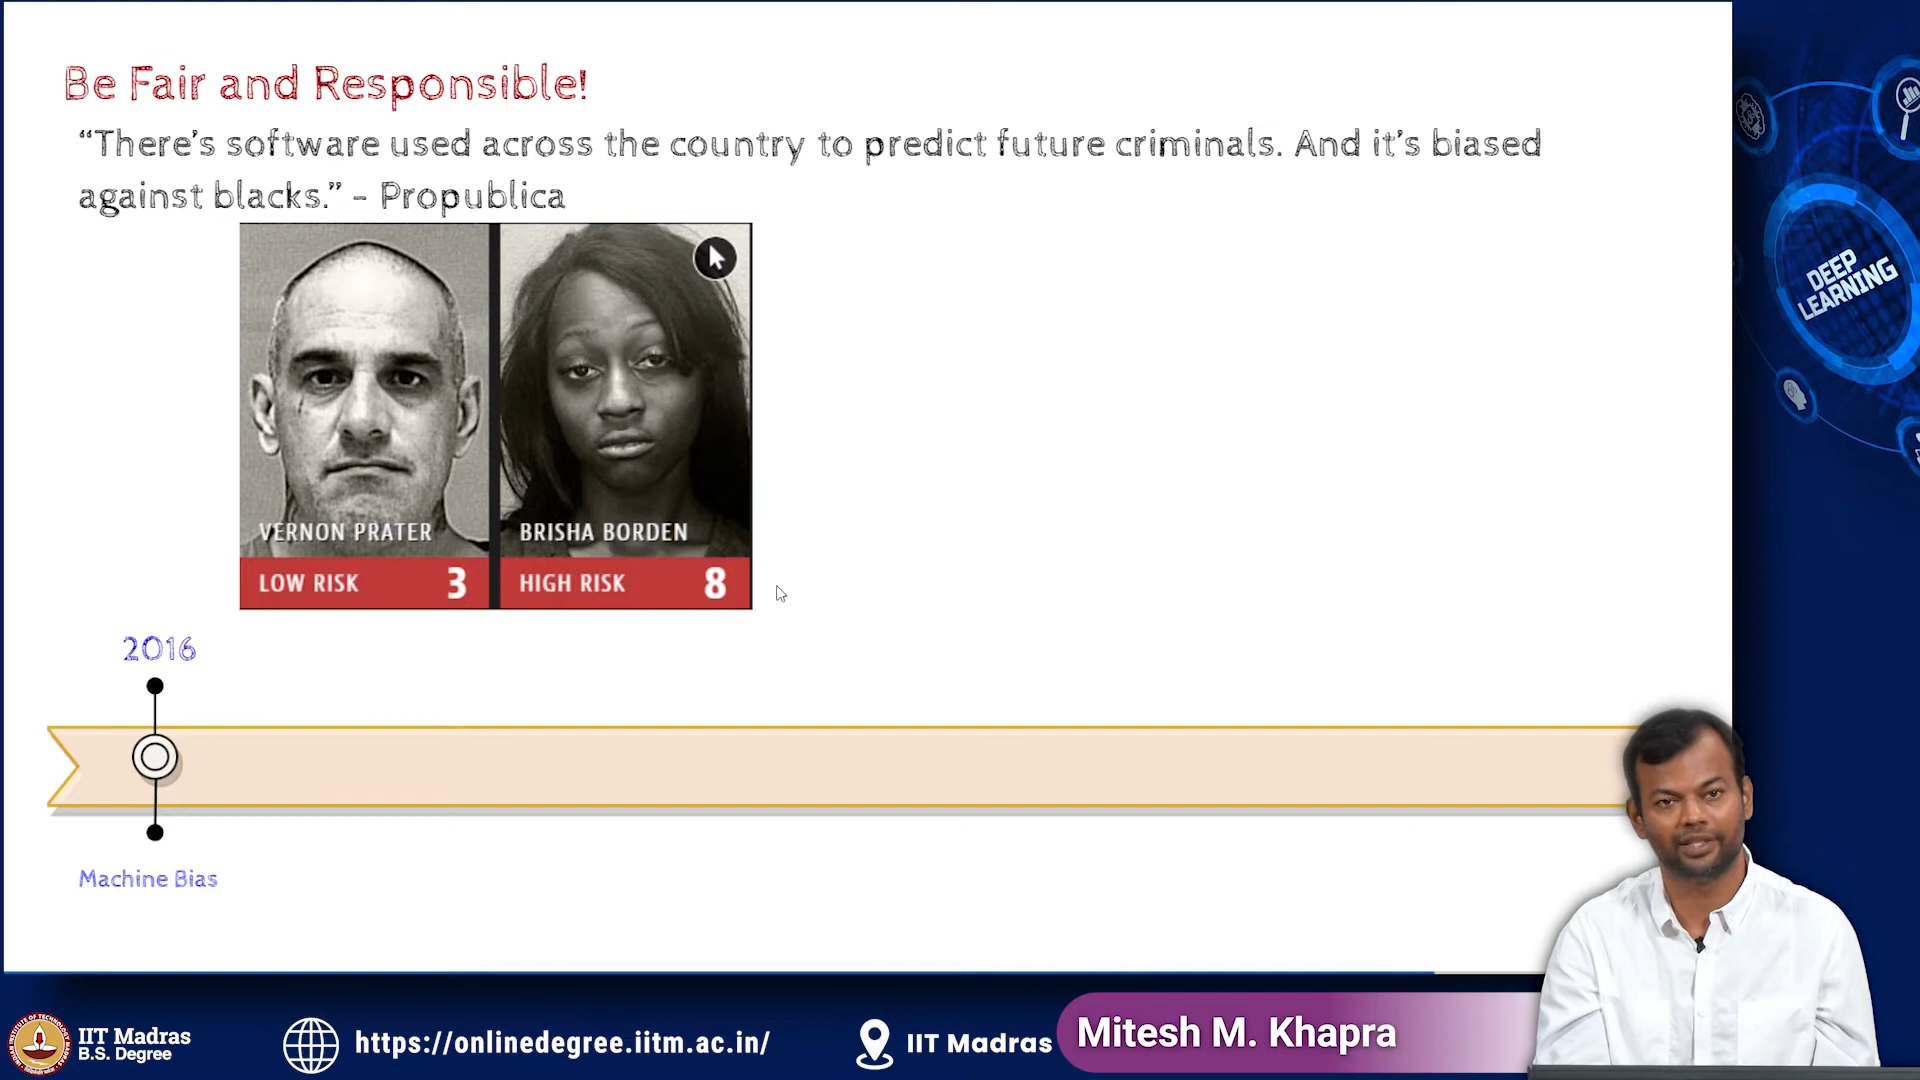 Be Fair and Responsible!
“There’s software used across the country to predict future criminals. And it’s biased
against blacks.” - Propublica
VERNON PRATER
LOW RISK 3
BRISHA BORDEN
HIGH RISK 8
2016
Machine Bias
DEEP
LEARNING
IIT Madras
B.S. Degree
https://onlinedegree.iitm.ac.in/
IIT Madras
Mitesh M. Khapra